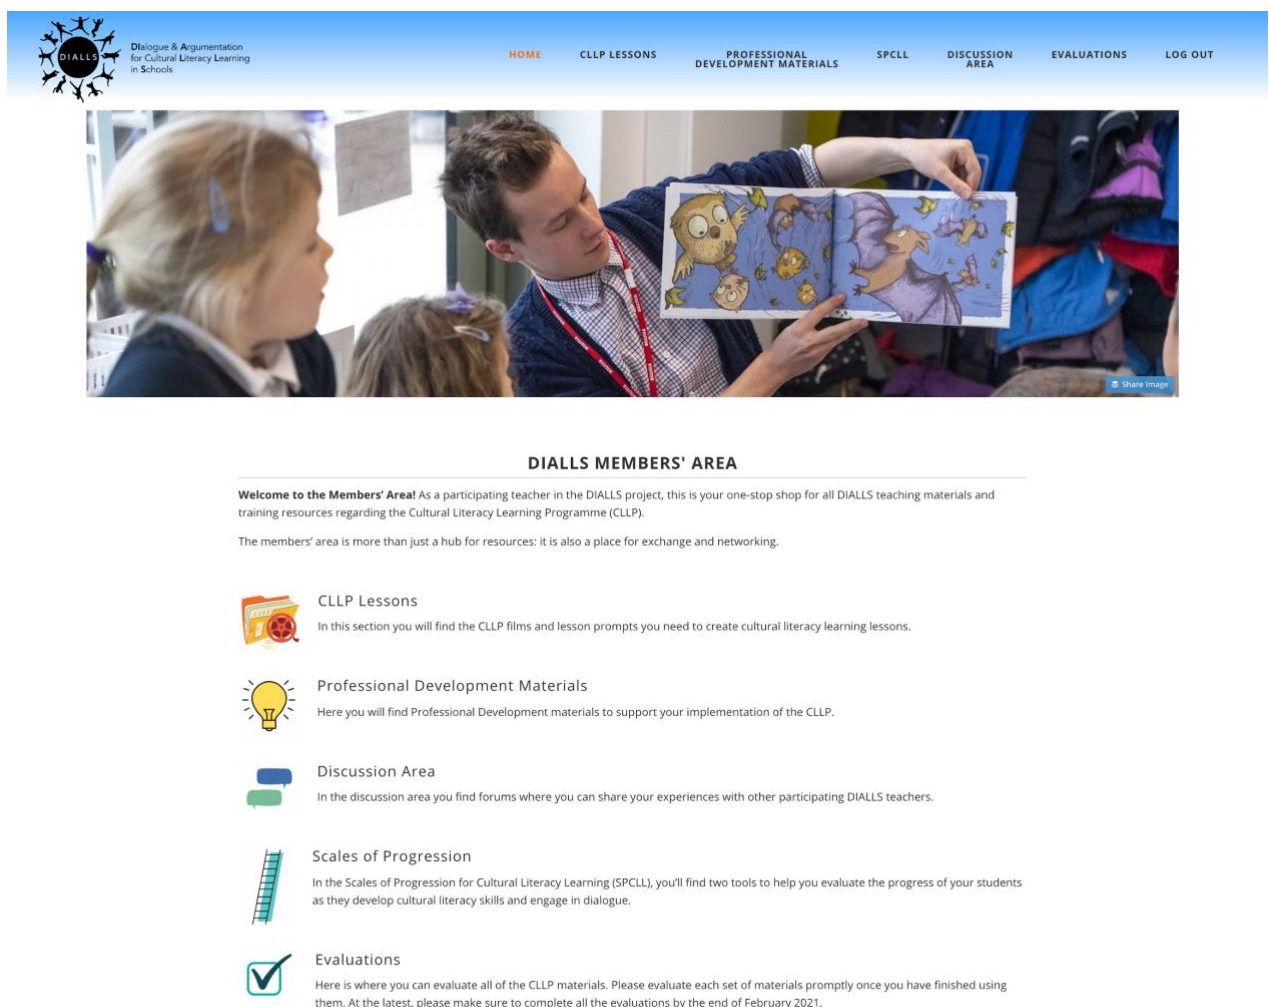 DIALLS
DIalogue & Argumentation
for Cultural Literacy Learning
in Schools
HOME
CLLP LESSONS
PROFESSIONAL
DEVELOPMENT MATERIALS
SPCLL
DISCUSSION
AREA
EVALUATIONS
LOG OUT
Share Image
DIALLS MEMBERS' AREA
Welcome to the Members’ Area! As a participating teacher in the DIALLS project, this is your one-stop shop for all DIALLS teaching materials and
training resources regarding the Cultural Literacy Learning Programme (CLLP).
The members’ area is more than just a hub for resources: it is also a place for exchange and networking.
CLLP Lessons
In this section you will find the CLLP films and lesson prompts you need to create cultural literacy learning lessons.
Professional Development Materials
Here you will find Professional Development materials to support your implementation of the CLLP.
Discussion Area
In the discussion area you find forums where you can share your experiences with other participating DIALLS teachers.
Scales of Progression
In the Scales of Progression for Cultural Literacy Learning (SPCLL), you’ll find two tools to help you evaluate the progress of your students
as they develop cultural literacy skills and engage in dialogue.
Evaluations
Here is where you can evaluate all of the CLLP materials. Please evaluate each set of materials promptly once you have finished using
them. At the latest, please make sure to complete all the evaluations by the end of February 2021.